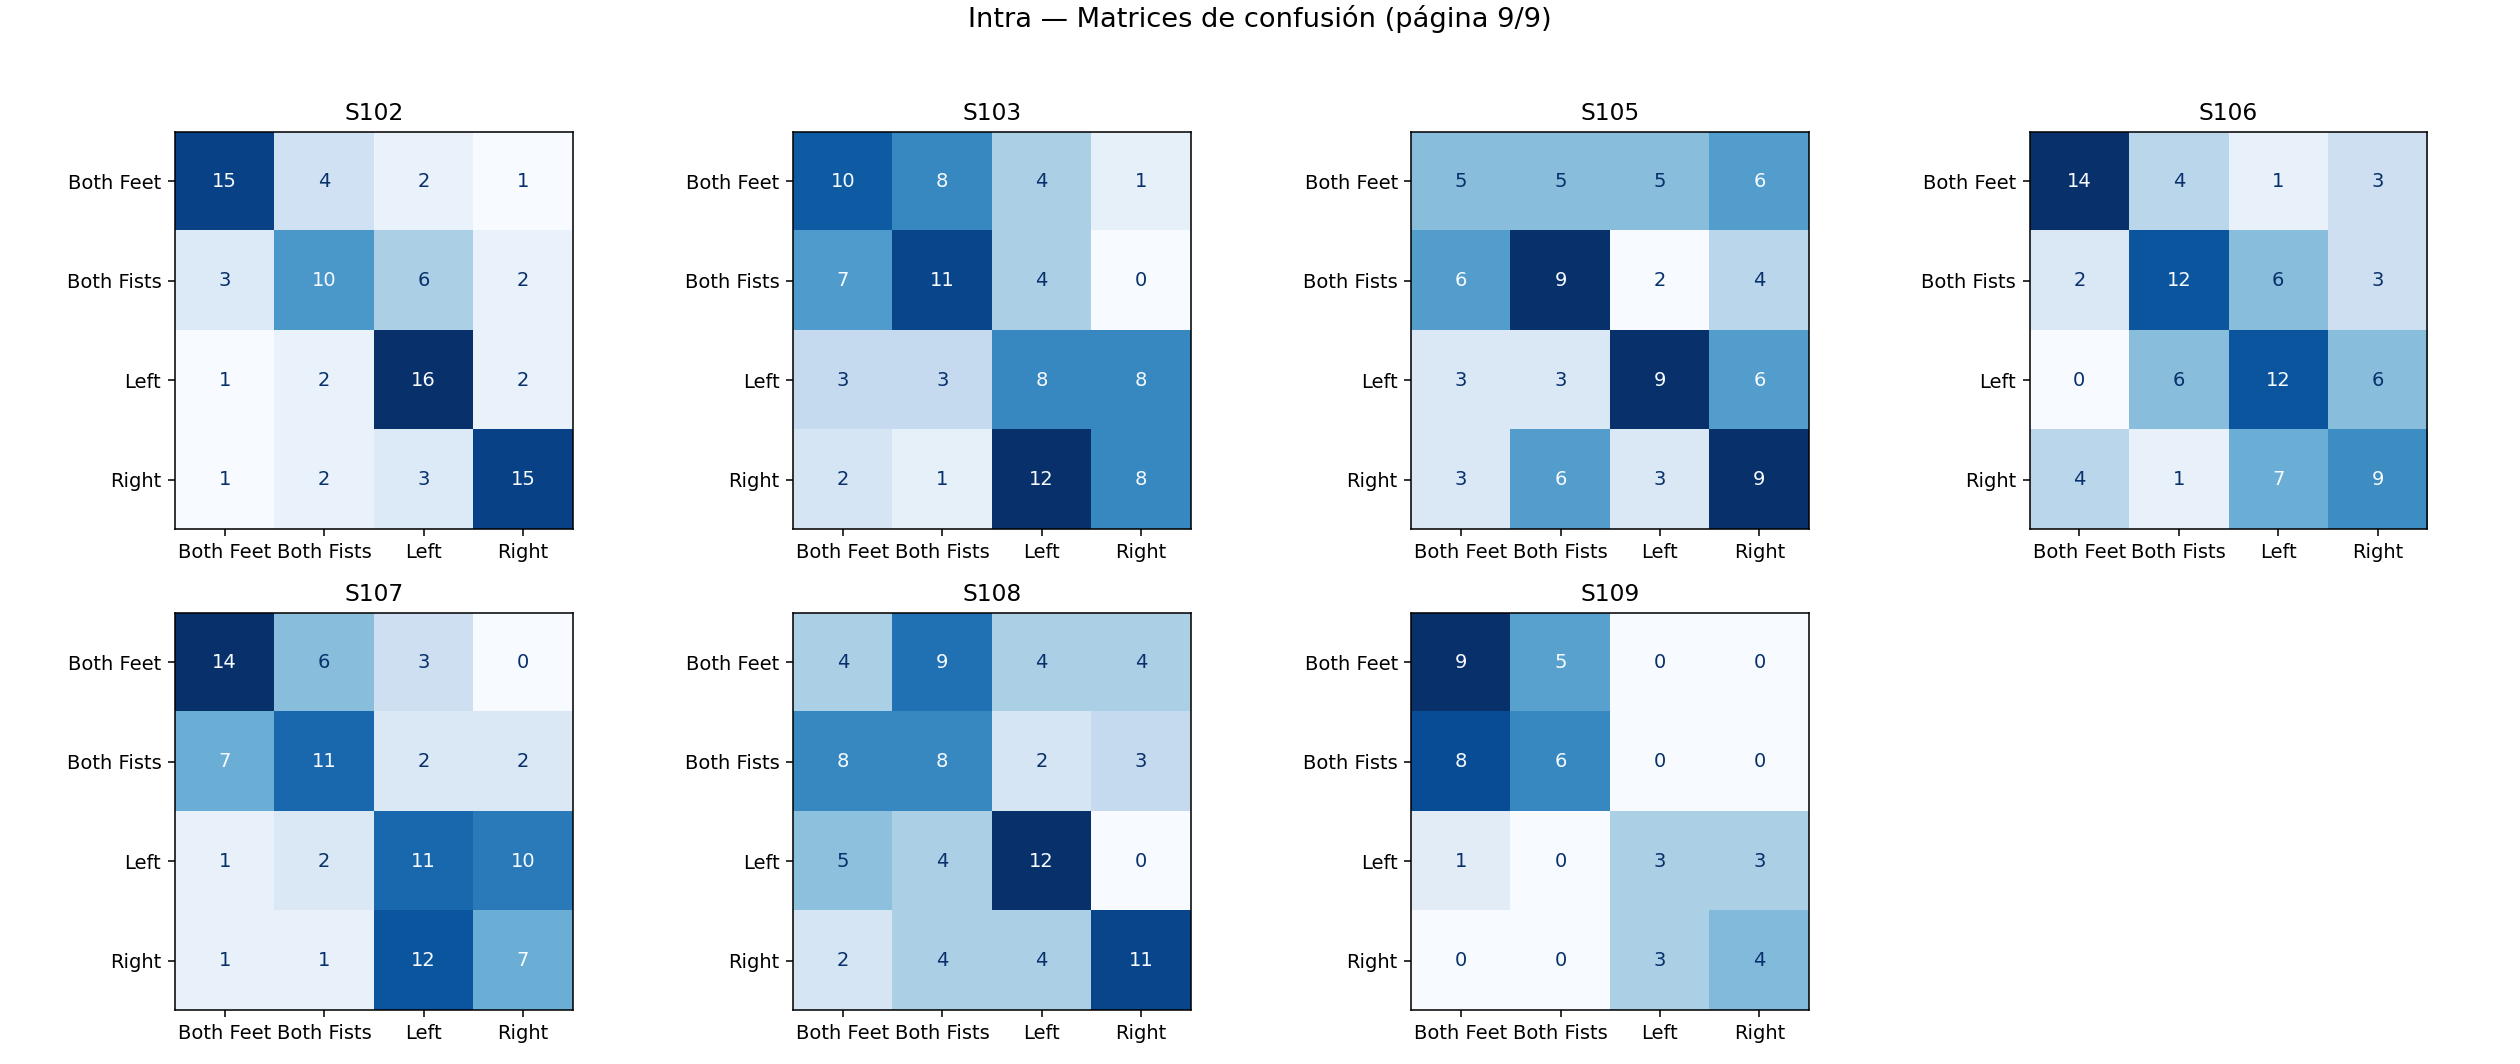 Intra — Matrices de confusión (página 9/9)
S102
Both Feet 15 4 2 1
Both Fists 3 10 6 2
Left 1 2 16 2
Right 1 2 3 15
Both Feet Both Fists Left Right
S103
Both Feet 10 8 4 1
Both Fists 7 11 4 0
Left 3 3 8 8
Right 2 1 12 8
Both Feet Both Fists Left Right
S105
Both Feet 5 5 5 6
Both Fists 6 9 2 4
Left 3 3 9 6
Right 3 6 3 9
Both Feet Both Fists Left Right
S106
Both Feet 14 4 1 3
Both Fists 2 12 6 3
Left 0 6 12 6
Right 4 1 7 9
Both Feet Both Fists Left Right
S107
Both Feet 14 6 3 0
Both Fists 7 11 2 2
Left 1 2 11 10
Right 1 1 12 7
Both Feet Both Fists Left Right
S108
Both Feet 4 9 4 4
Both Fists 8 8 2 3
Left 5 4 12 0
Right 2 4 4 11
Both Feet Both Fists Left Right
S109
Both Feet 9 5 0 0
Both Fists 8 6 0 0
Left 1 0 3 3
Right 0 0 3 4
Both Feet Both Fists Left Right